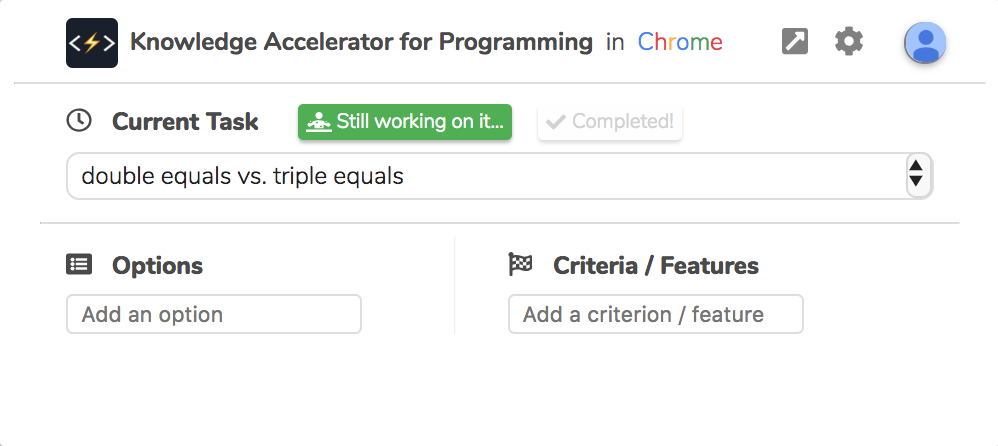 <⚡> Knowledge Accelerator for Programming in Chrome
Current Task Still working on it... Completed!
double equals vs. triple equals
Options Criteria / Features
Add an option Add a criterion / feature